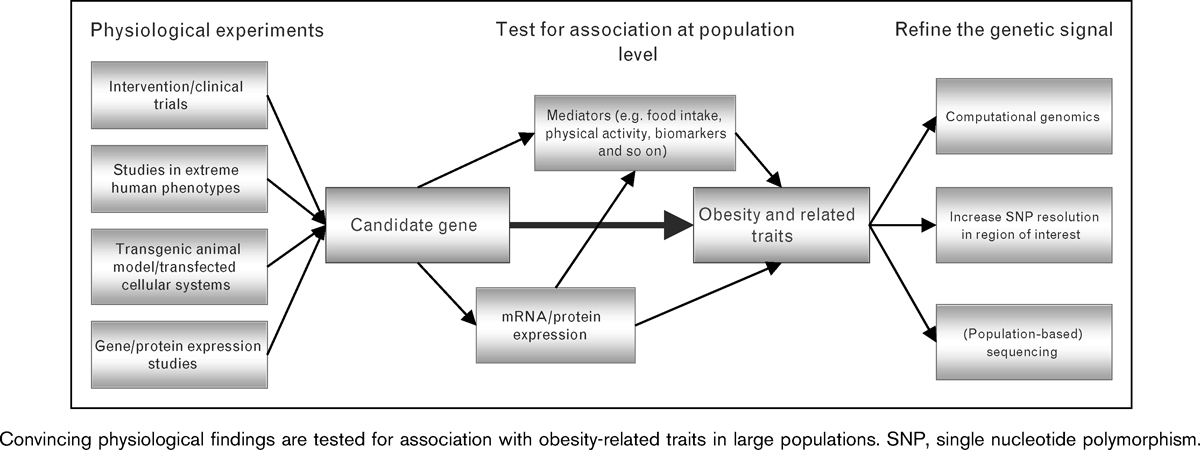 Physiological experiments
Intervention/clinical
trials
Studies in extreme
human phenotypes
Transgenic animal
model/transfected
cellular systems
Gene/protein expression
studies
Candidate gene
Test for association at population
level
Mediators (e.g. food intake,
physical activity, biomarkers
and so on)
mRNA/protein
expression
Obesity and related
traits
Refine the genetic signal
Computational genomics
Increase SNP resolution
in region of interest
(Population-based)
sequencing
Convincing physiological findings are tested for association with obesity-related traits in large populations. SNP, single nucleotide polymorphism.